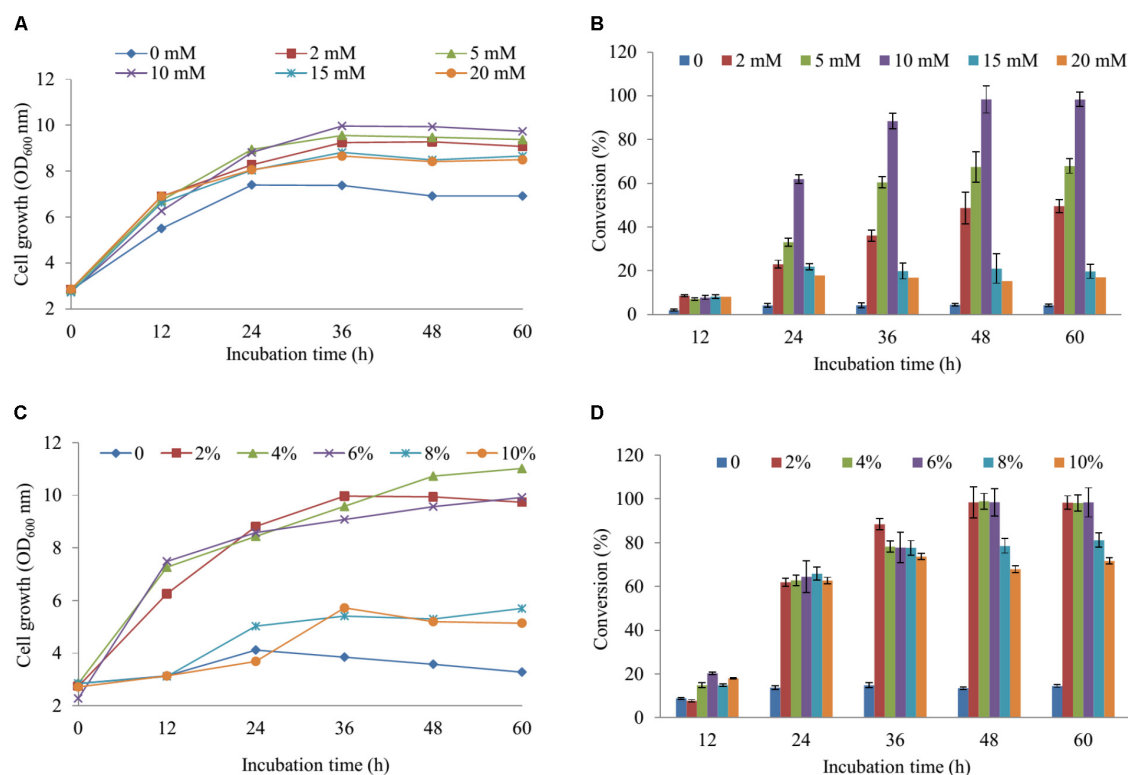 A
0 mM 2 mM 5 mM
10 mM 15 mM 20 mM
12
10
8
6
4
2
Cell growth (OD600 nm)
0 12 24 36 48 60
Incubation time (h)
B
120
100
80
60
40
20
0
0 2 mM 5 mM 10 mM 15 mM 20 mM
Conversion (%)
12 24 36 48 60
Incubation time (h)
C
12
10
8
6
4
2
0 2% 4% 6% 8% 10%
Cell growth (OD600 nm)
0 12 24 36 48 60
Incubation time (h)
D
120
100
80
60
40
20
0
0 2% 4% 6% 8% 10%
Conversion (%)
12 24 36 48 60
Incubation time (h)